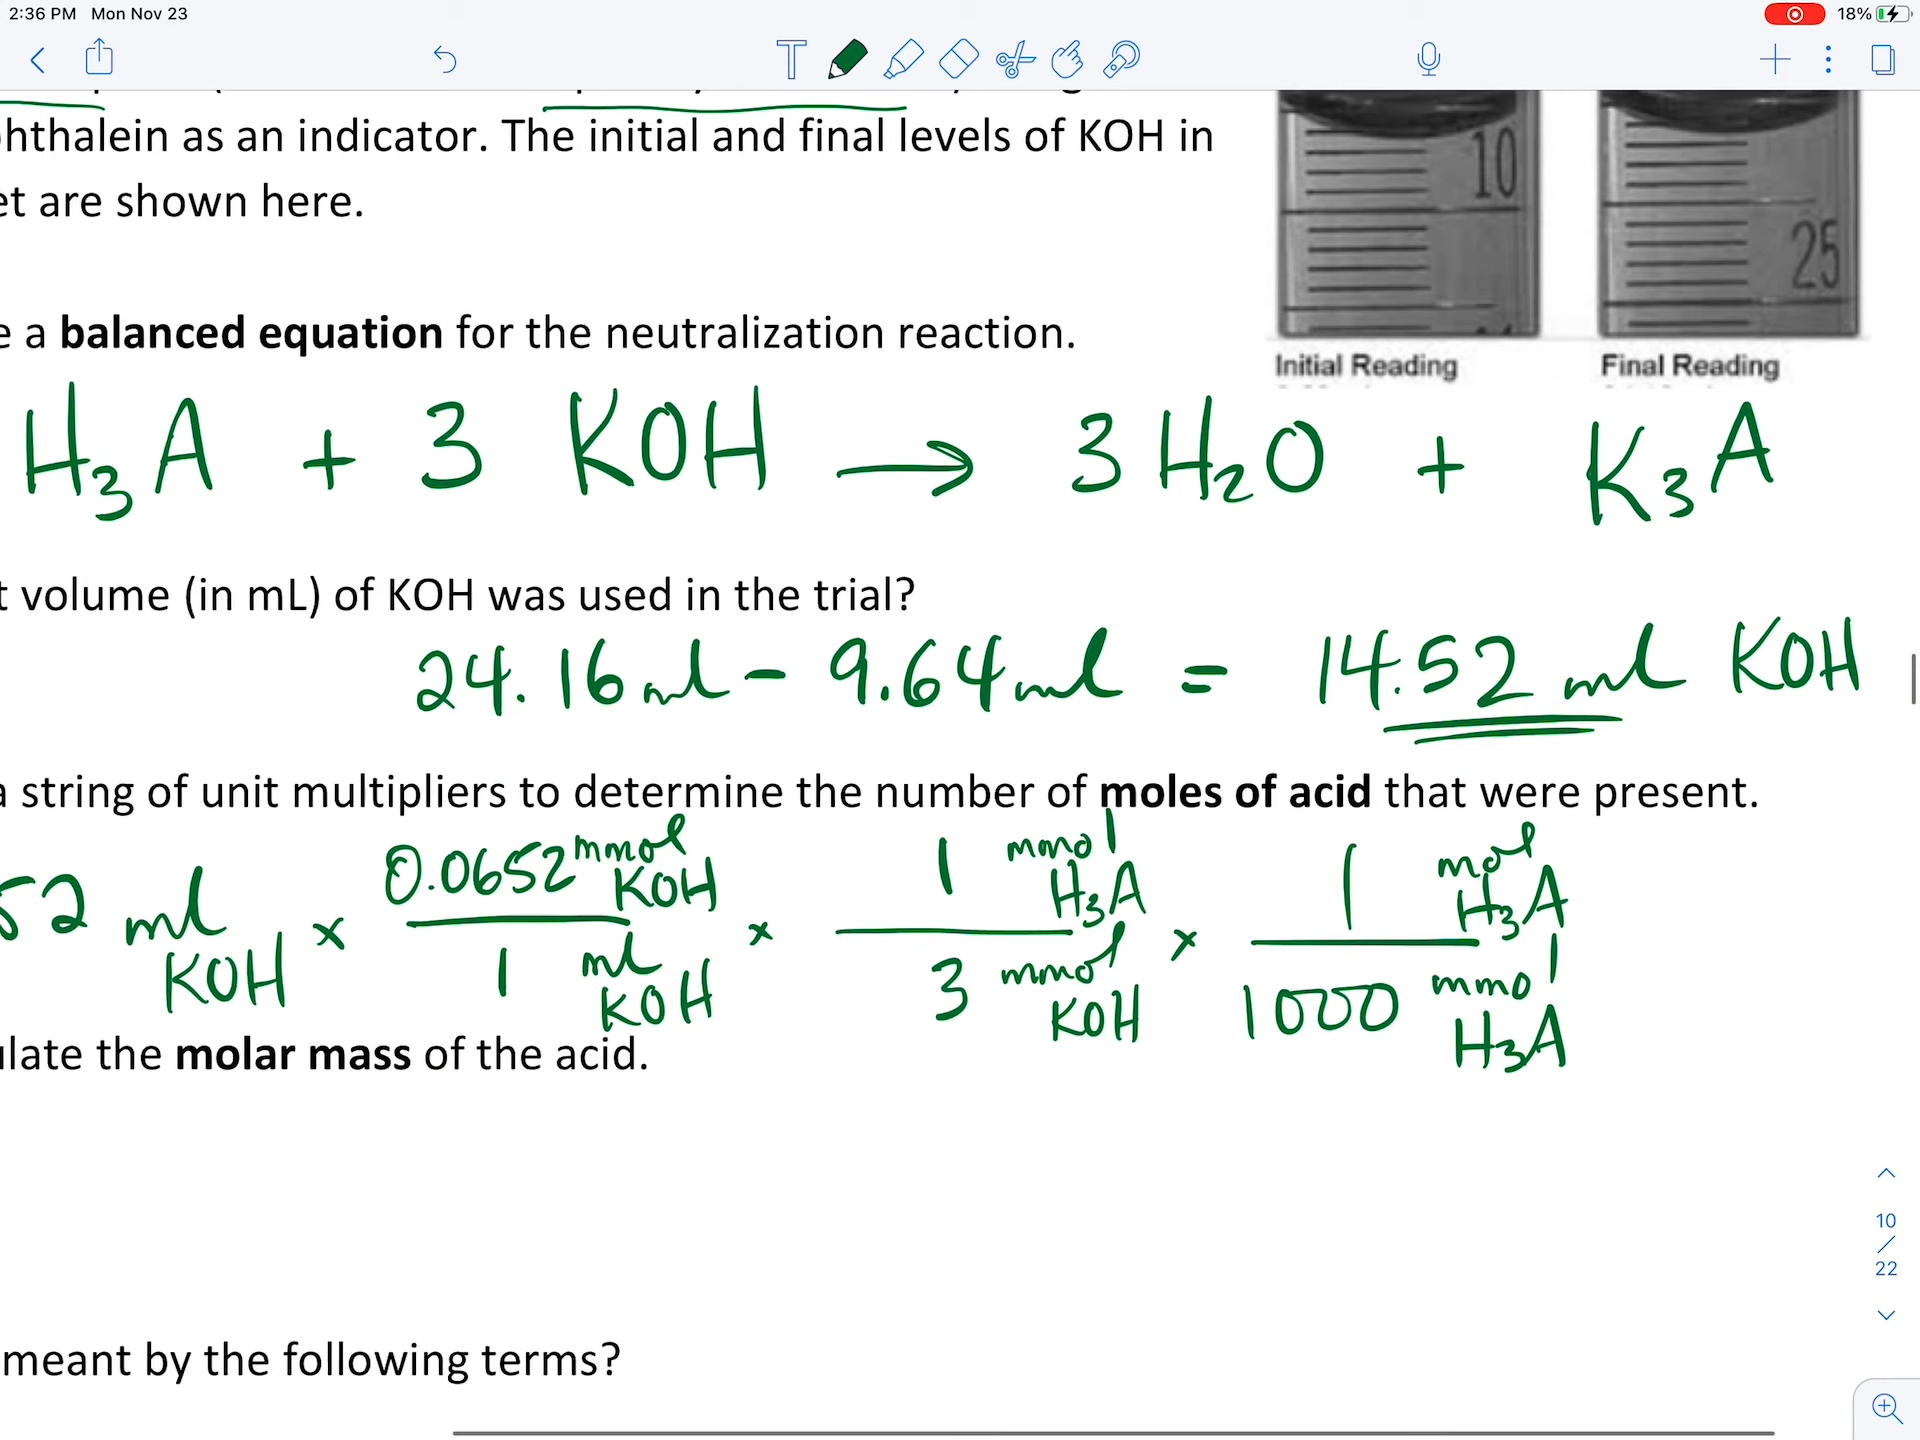 2:36 PM Mon Nov 23
18%
hthalein as an indicator. The initial and final levels of KOH in
et are shown here.
10
25
Initial Reading
Final Reading
e a balanced equation for the neutralization reaction.
H₃A + 3 KOH → 3 H₂O + K₃A
t volume (in mL) of KOH was used in the trial?
24.16 ml - 9.64 ml = 14.52 ml KOH
a string of unit multipliers to determine the number of moles of acid that were present.
52 ml KOH × 0.0652 mmol KOH / 1 ml KOH × 1 mmol H₃A / 3 mmol KOH × 1 mol H₃A / 1000 mmol H₃A
ulate the molar mass of the acid.
meant by the following terms?
10
/
22